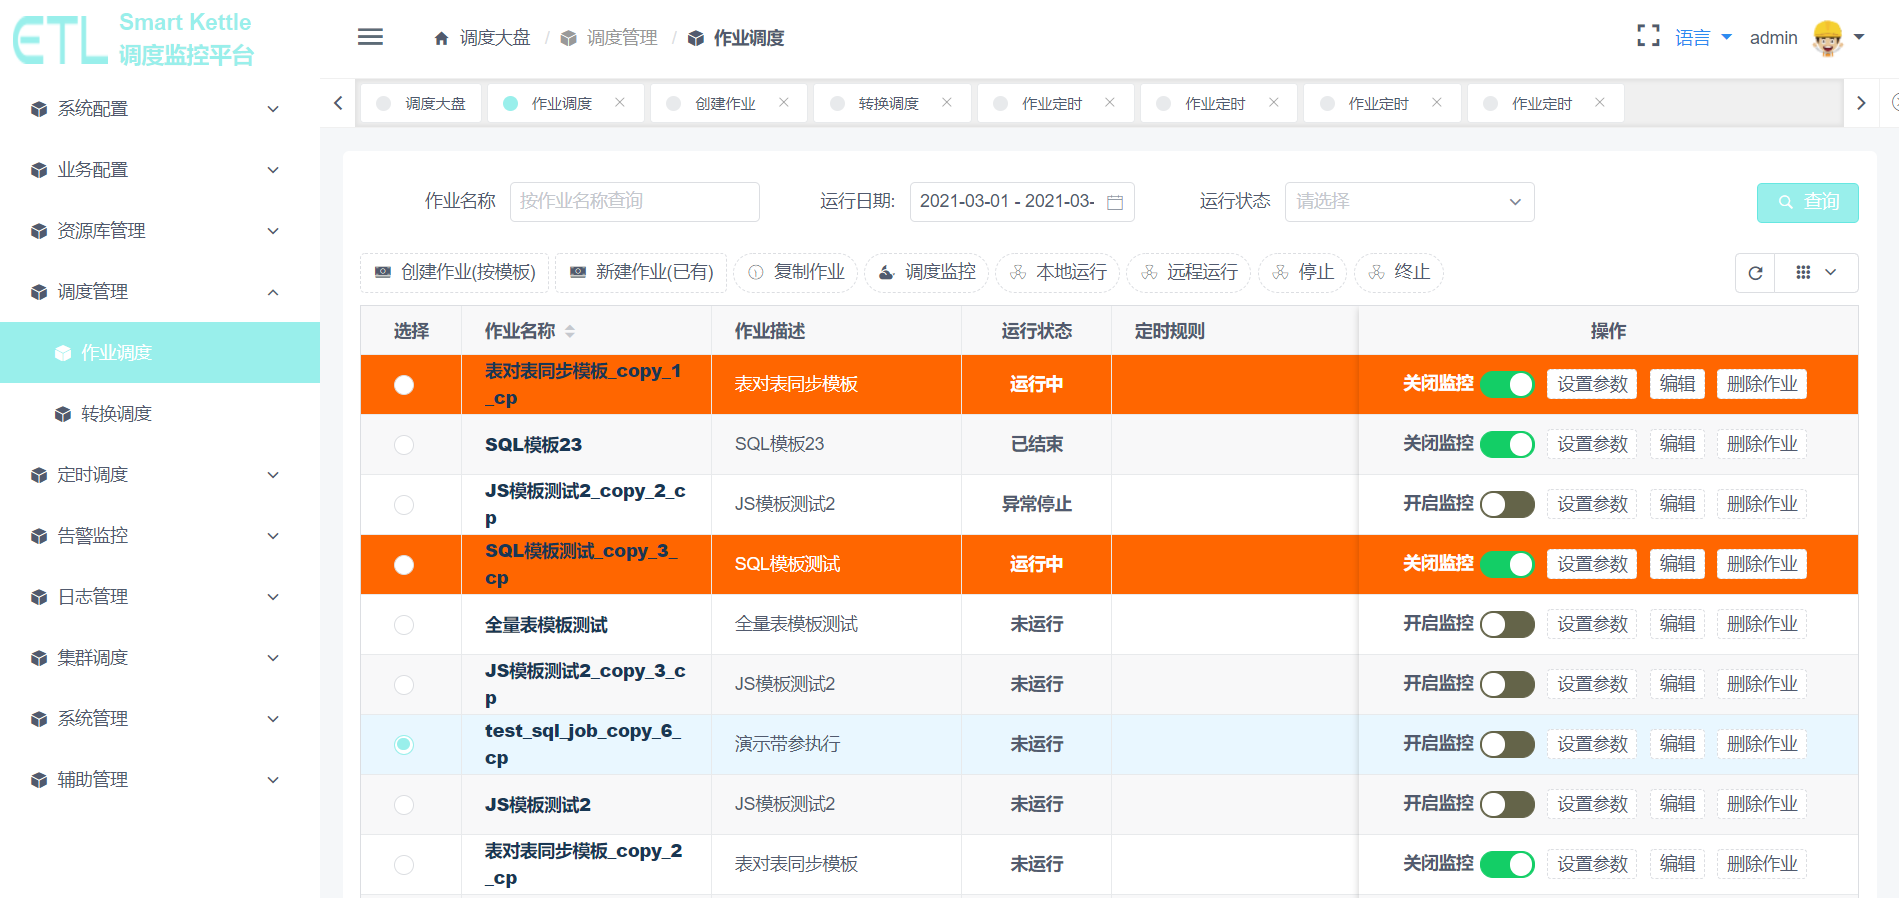 ETL Smart Kettle
调度监控平台
调度大盘 / 调度管理 / 作业调度
语言 admin
系统配置
业务配置
资源库管理
调度管理
作业调度
转换调度
定时调度
告警监控
日志管理
集群调度
系统管理
辅助管理
调度大盘 作业调度 创建作业 转换调度 作业定时 作业定时 作业定时 作业定时
作业名称 按作业名称查询 运行日期: 2021-03-01 - 2021-03- 运行状态 请选择 查询
创建作业(按模板) 新建作业(已有) 复制作业 调度监控 本地运行 远程运行 停止 终止
选择 作业名称 作业描述 运行状态 定时规则 操作
表对表同步模板_copy_1
_cp
表对表同步模板 运行中 关闭监控 设置参数 编辑 删除作业
SQL模板23 SQL模板23 已结束 关闭监控 设置参数 编辑 删除作业
JS模板测试2_copy_2_c
p
JS模板测试2 异常停止 开启监控 设置参数 编辑 删除作业
SQL模板测试_copy_3_
cp
SQL模板测试 运行中 关闭监控 设置参数 编辑 删除作业
全量表模板测试 全量表模板测试 未运行 开启监控 设置参数 编辑 删除作业
JS模板测试2_copy_3_c
p
JS模板测试2 未运行 开启监控 设置参数 编辑 删除作业
test_sql_job_copy_6_
cp
演示带参执行 未运行 开启监控 设置参数 编辑 删除作业
JS模板测试2 JS模板测试2 未运行 开启监控 设置参数 编辑 删除作业
表对表同步模板_copy_2
_cp
表对表同步模板 未运行 关闭监控 设置参数 编辑 删除作业